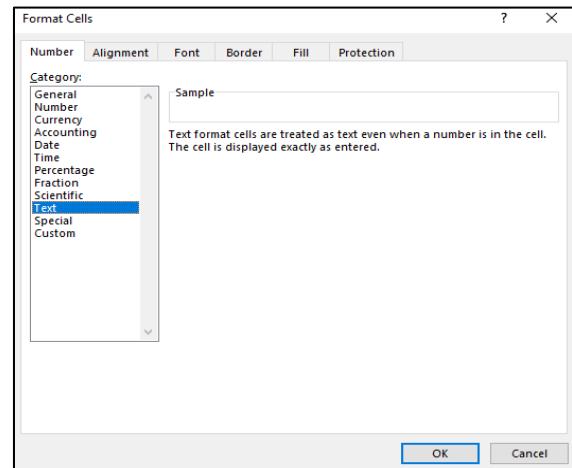 Format Cells ?
Number Alignment Font Border Fill Protection
Category:
General
Number
Currency
Accounting
Date
Time
Percentage
Fraction
Scientific
Text
Special
Custom
Sample
Text format cells are treated as text even when a number is in the cell.
The cell is displayed exactly as entered.
OK Cancel